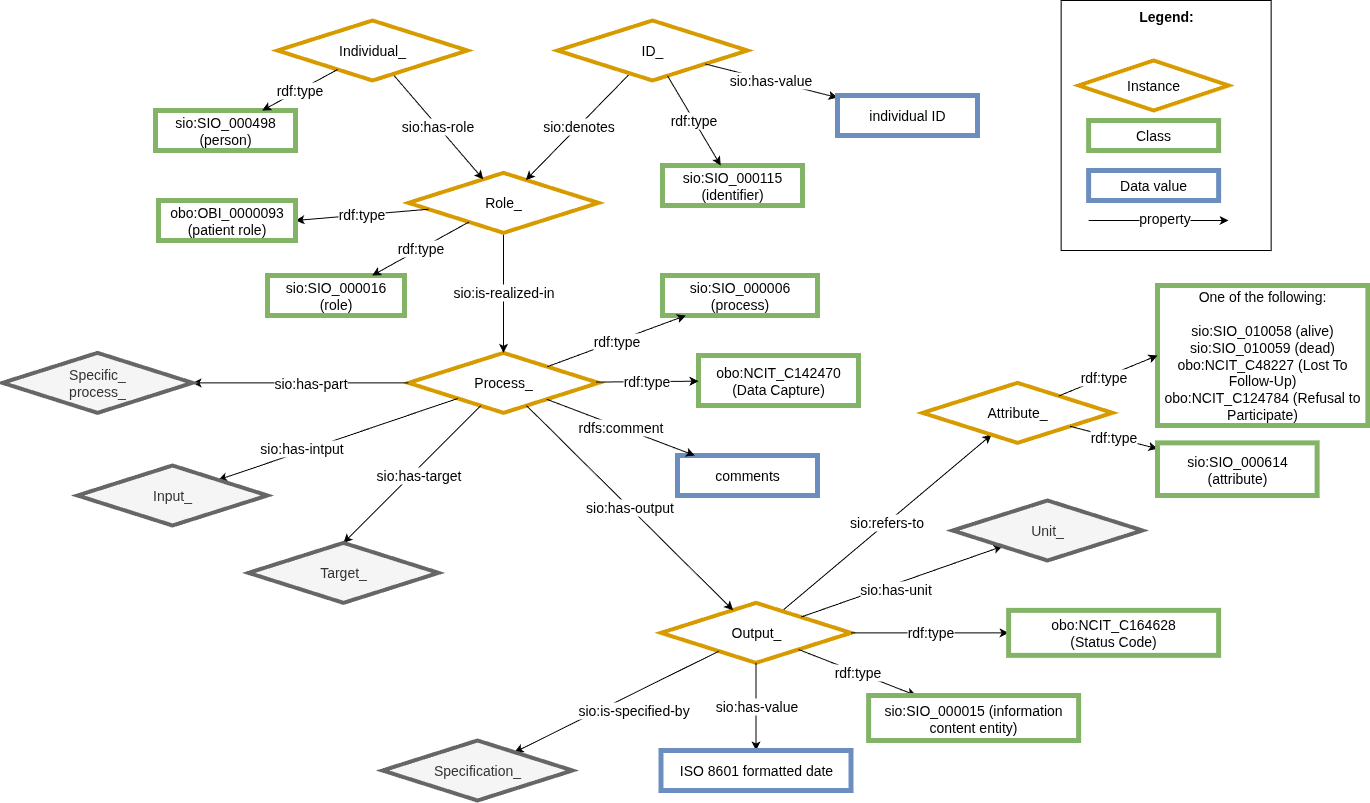 Legend:
Individual_
ID_
Instance
rdf:type
sio:has-value
individual ID
sio:SIO_000498
(person)
sio:has-role
sio:denotes
rdf:type
Class
sio:SIO_000115
(identifier)
Data value
Role_
obo:OBI_0000093
(patient role)
rdf:type
property
rdf:type
sio:SIO_000016
(role)
sio:is-realized-in
sio:SIO_000006
(process)
One of the following:
sio:SIO_010058 (alive)
sio:SIO_010059 (dead)
obo:NCIT_C48227 (Lost To
Follow-Up)
obo:NCIT_C124784 (Refusal to
Participate)
rdf:type
Specific_
process_
sio:has-part
Process_
rdf:type
obo:NCIT_C142470
(Data Capture)
rdf:type
Attribute_
rdfs:comment
rdf:type
sio:has-intput
sio:has-target
comments
sio:SIO_000614
(attribute)
Input_
sio:has-output
sio:refers-to
Unit_
Target_
sio:has-unit
Output_
rdf:type
obo:NCIT_C164628
(Status Code)
rdf:type
sio:is-specified-by
sio:has-value
sio:SIO_000015 (information
content entity)
Specification_
ISO 8601 formatted date